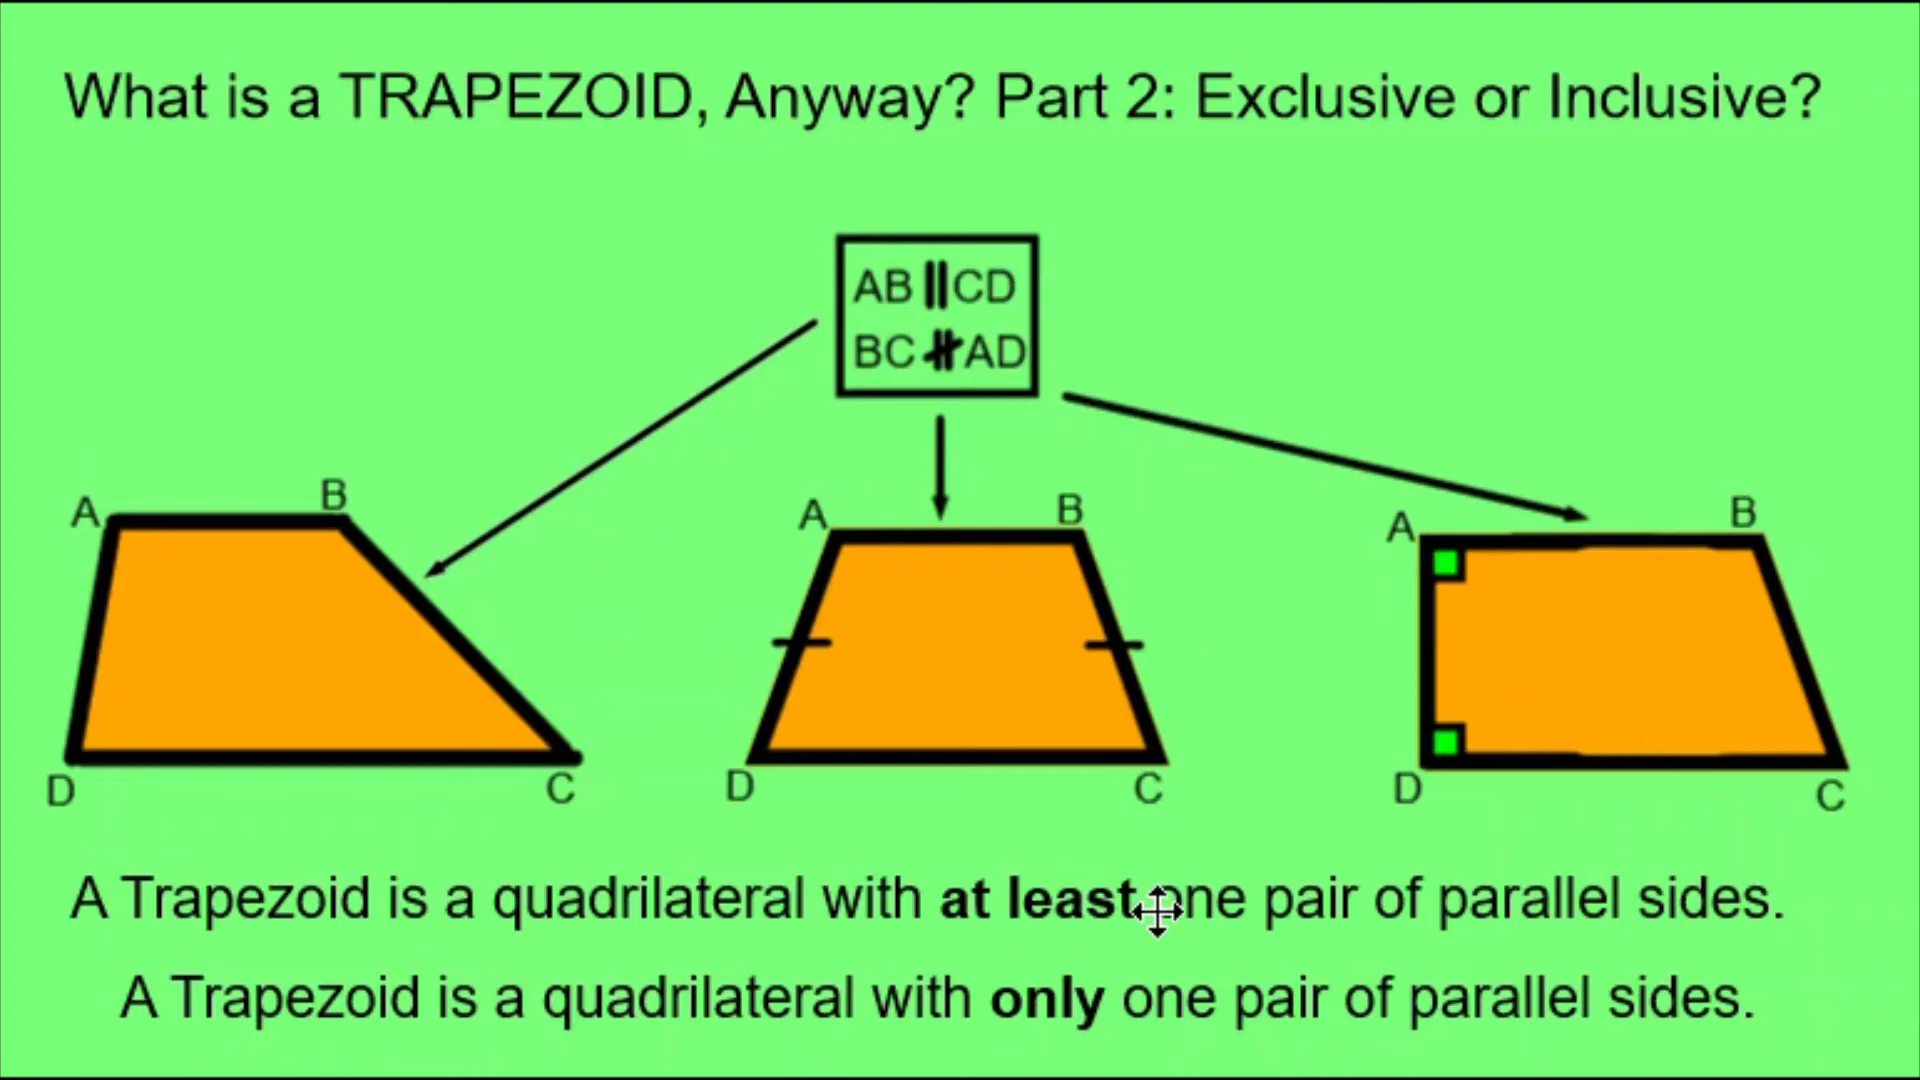 What is a TRAPEZOID, Anyway? Part 2: Exclusive or Inclusive?
AB || CD
BC ∦ AD
A B
D C
A B
D C
A B
D C
A Trapezoid is a quadrilateral with at least one pair of parallel sides.
A Trapezoid is a quadrilateral with only one pair of parallel sides.